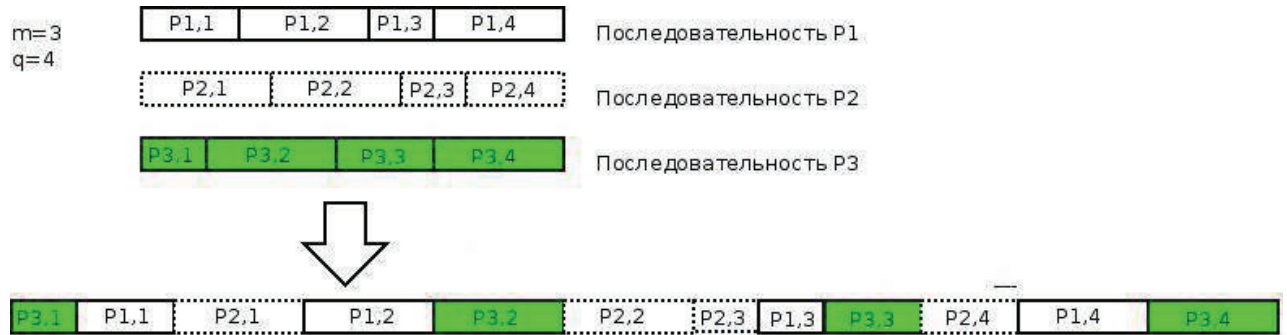 m=3
q=4
P1,1 P1,2 P1,3 P1,4 Последовательность P1
P2,1 P2,2 P2,3 P2,4 Последовательность P2
P3,1 P3,2 P3,3 P3,4 Последовательность P3
P3,1 P1,1 P2,1 P1,2 P3,2 P2,2 P2,3 P1,3 P3,3 P2,4 P1,4 P3,4